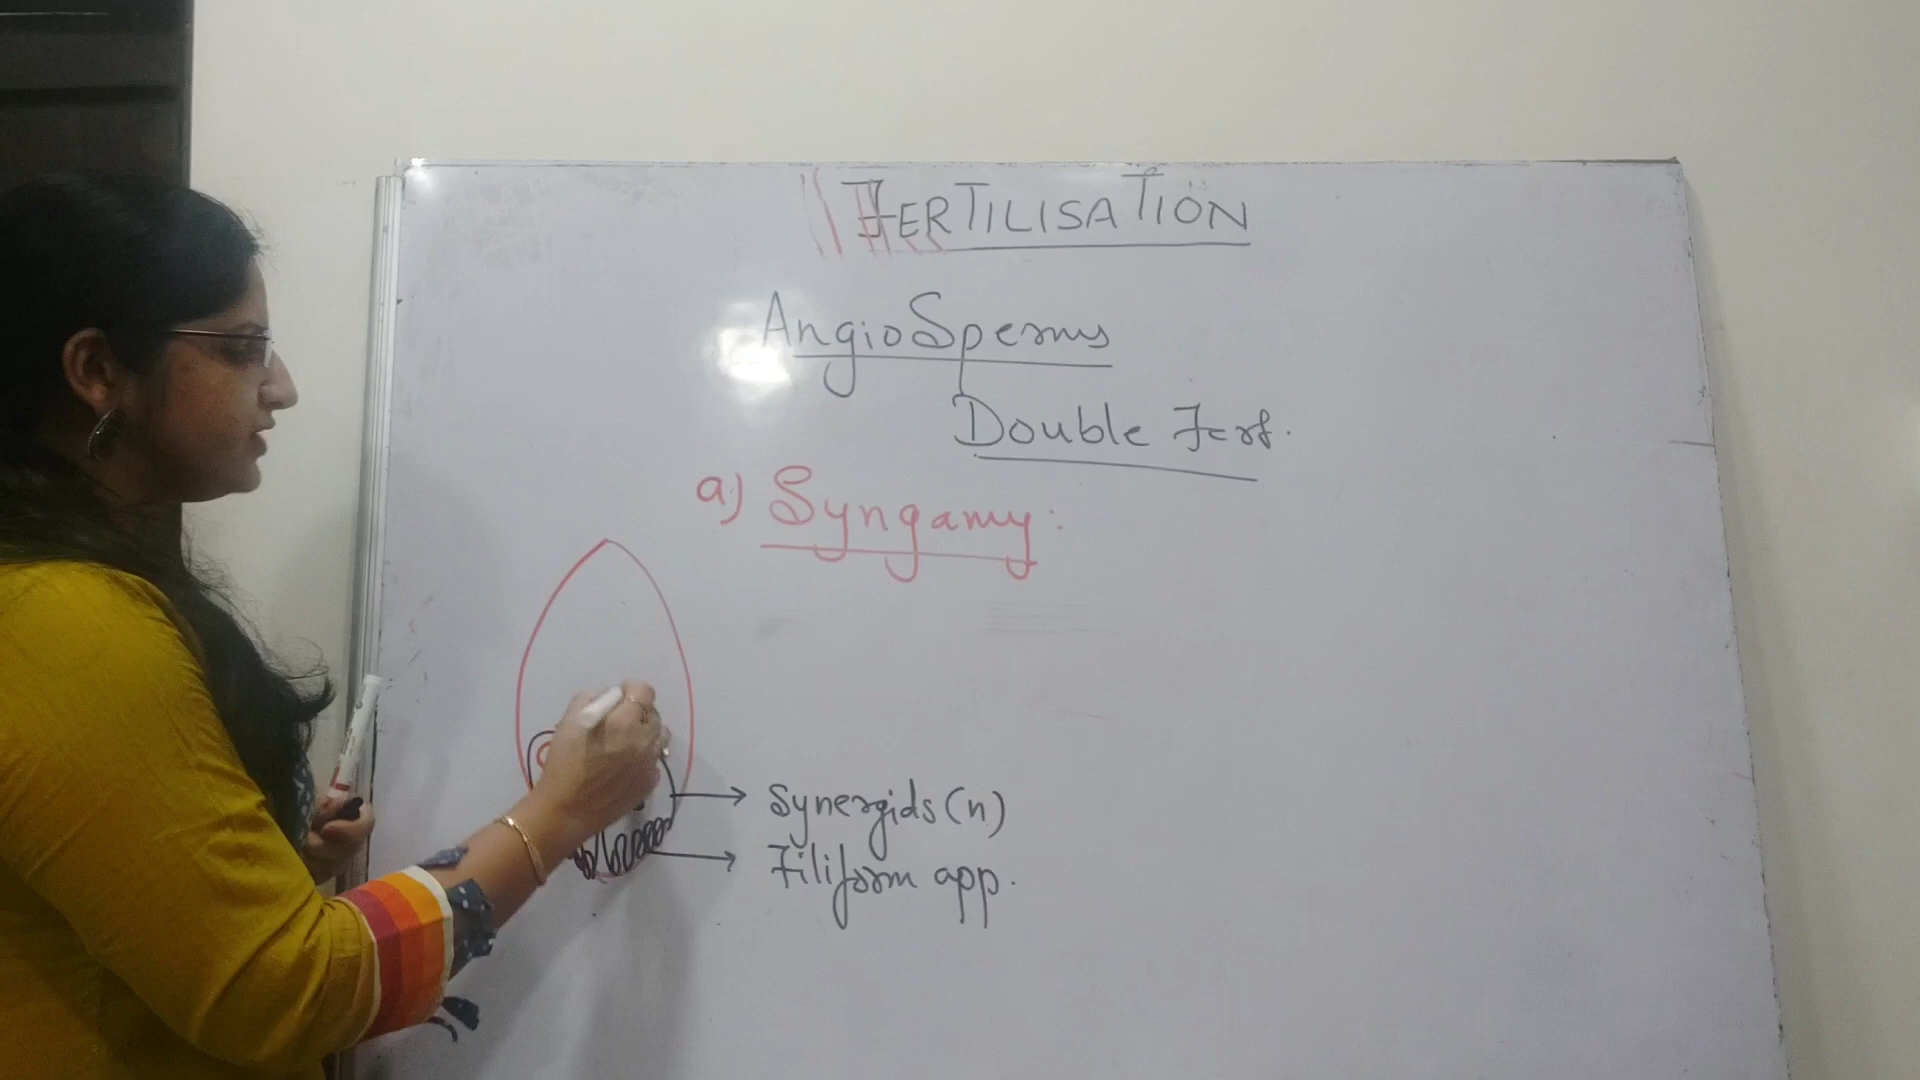 FERTILISATION
AngioSperms
Double Fert.
a) Syngamy:
Synergids (n)
Filiform app.